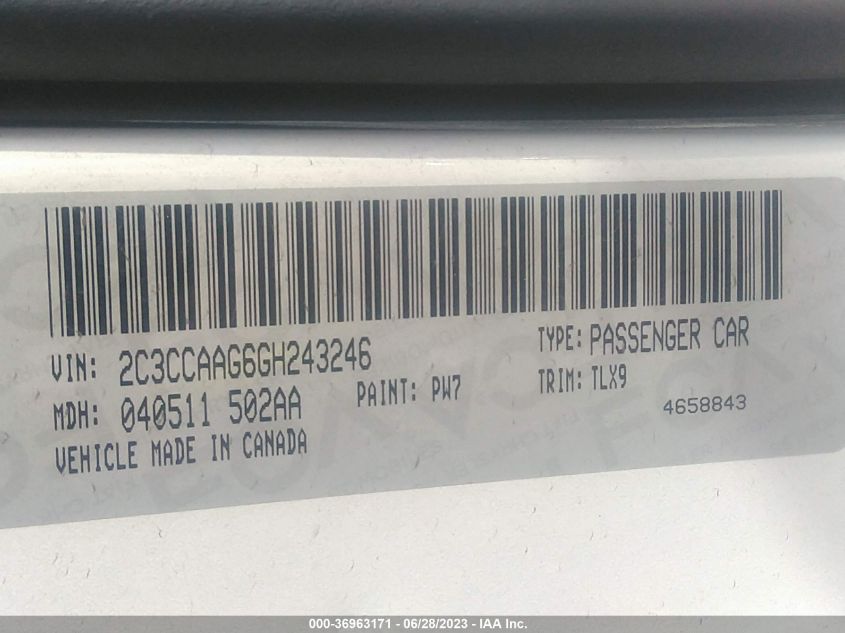 VIN: 2C3CCAAG6GH243246
TYPE: PASSENGER CAR
MDH: 040511 502AA
PAINT: PW7
TRIM: TLX9
4658843
VEHICLE MADE IN CANADA
000-36963171 - 06/28/2023 - IAA Inc.